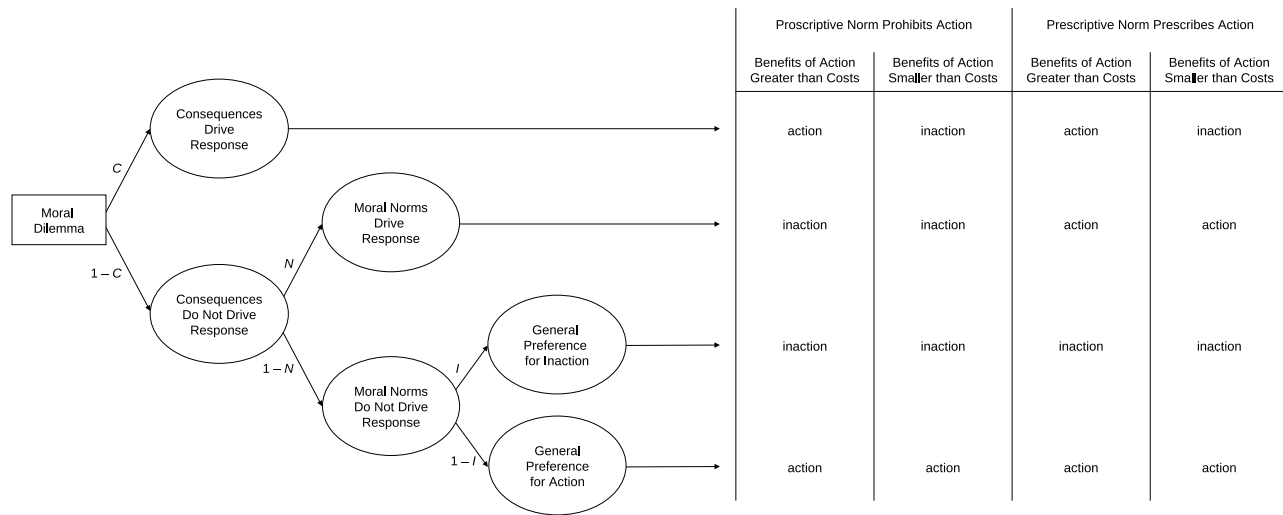 Proscriptive Norm Prohibits Action
Prescriptive Norm Prescribes Action
Benefits of Action
Greater than Costs
Benefits of Action
Smaller than Costs
Benefits of Action
Greater than Costs
Benefits of Action
Smaller than Costs
Consequences
Drive
Response
action
inaction
action
inaction
C
Moral
Dilemma
Moral Norms
Drive
Response
inaction
inaction
action
action
1 – C
N
Consequences
Do Not Drive
Response
General
Preference
for Inaction
inaction
inaction
inaction
inaction
1 – N
I
Moral Norms
Do Not Drive
Response
1 – I
General
Preference
for Action
action
action
action
action